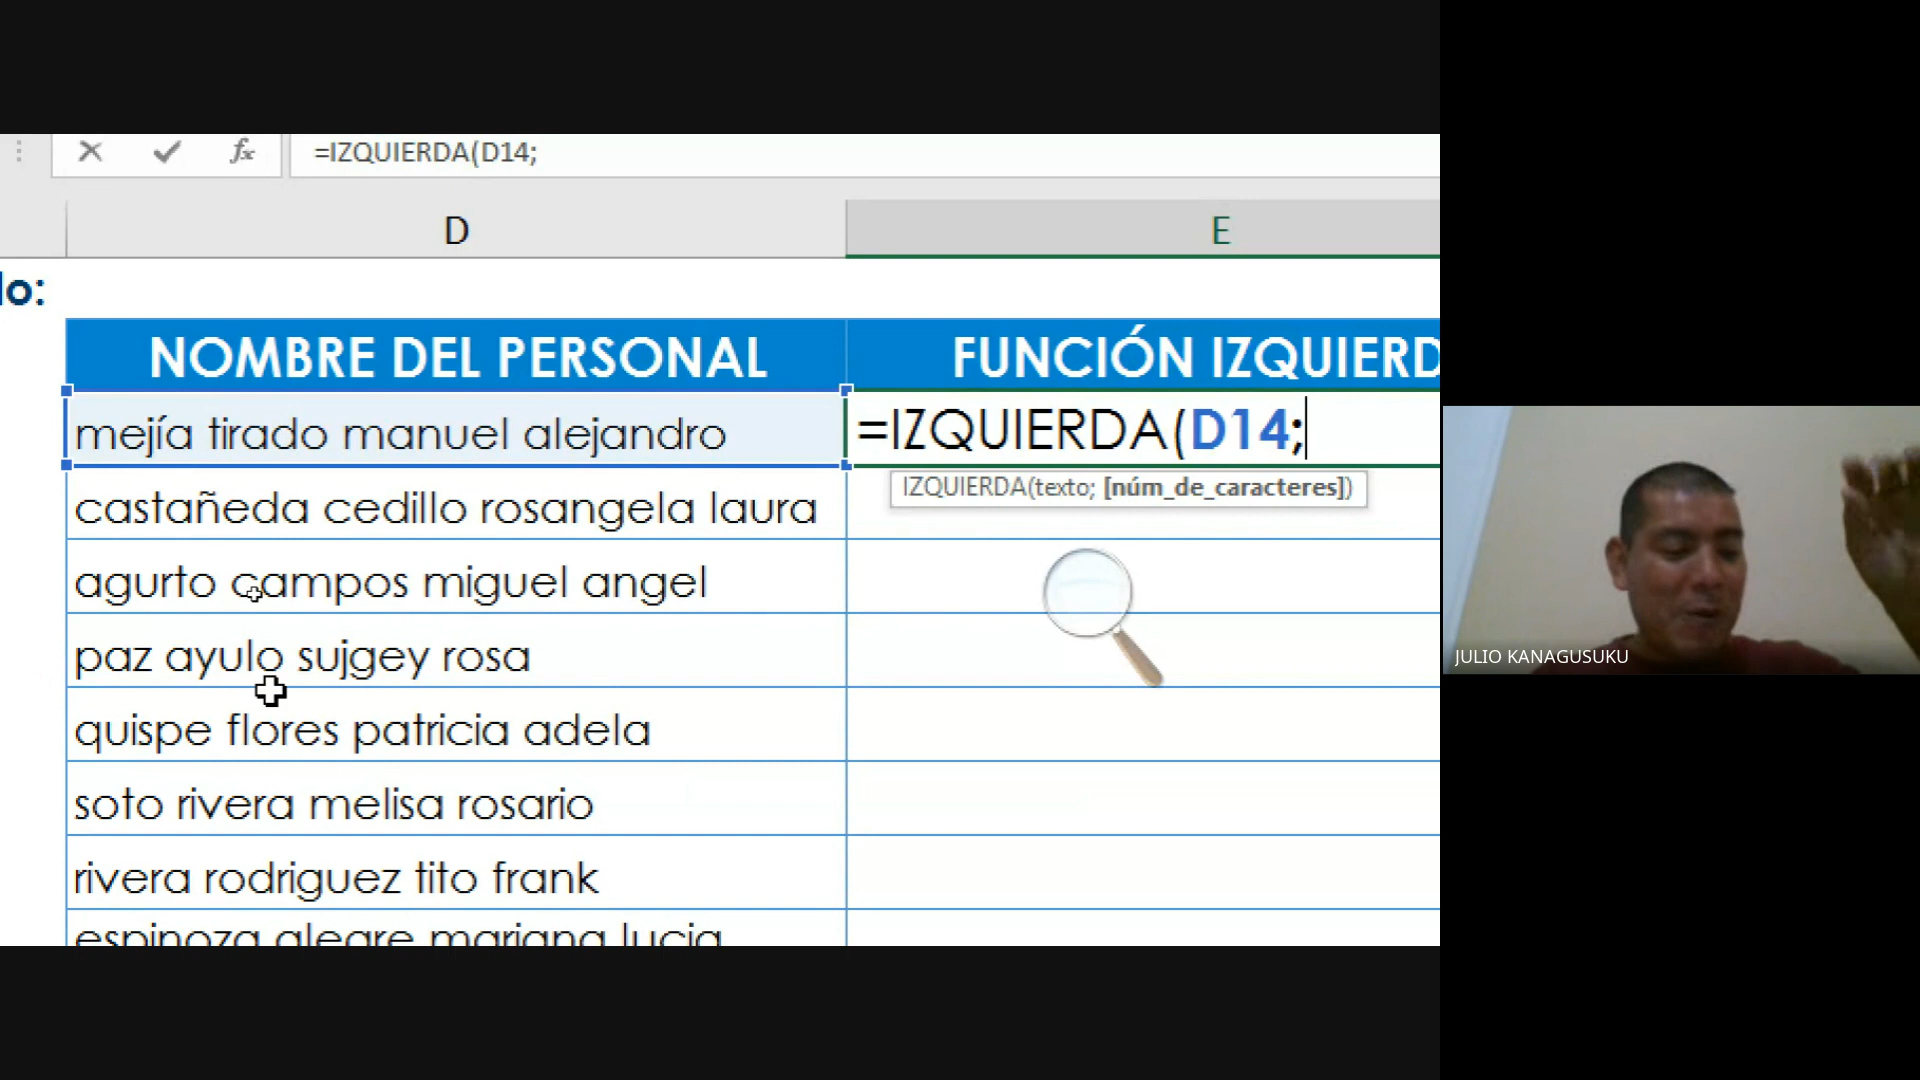 =IZQUIERDA(D14;
D
E
lo:
NOMBRE DEL PERSONAL
FUNCIÓN IZQUIERD
mejía tirado manuel alejandro
=IZQUIERDA(D14;
IZQUIERDA(texto; [núm_de_caracteres])
castañeda cedillo rosangela laura
agurto campos miguel angel
paz ayulo sujgey rosa
quispe flores patricia adela
soto rivera melisa rosario
rivera rodriguez tito frank
espinoza alegre mariana lucia
JULIO KANAGUSUKU